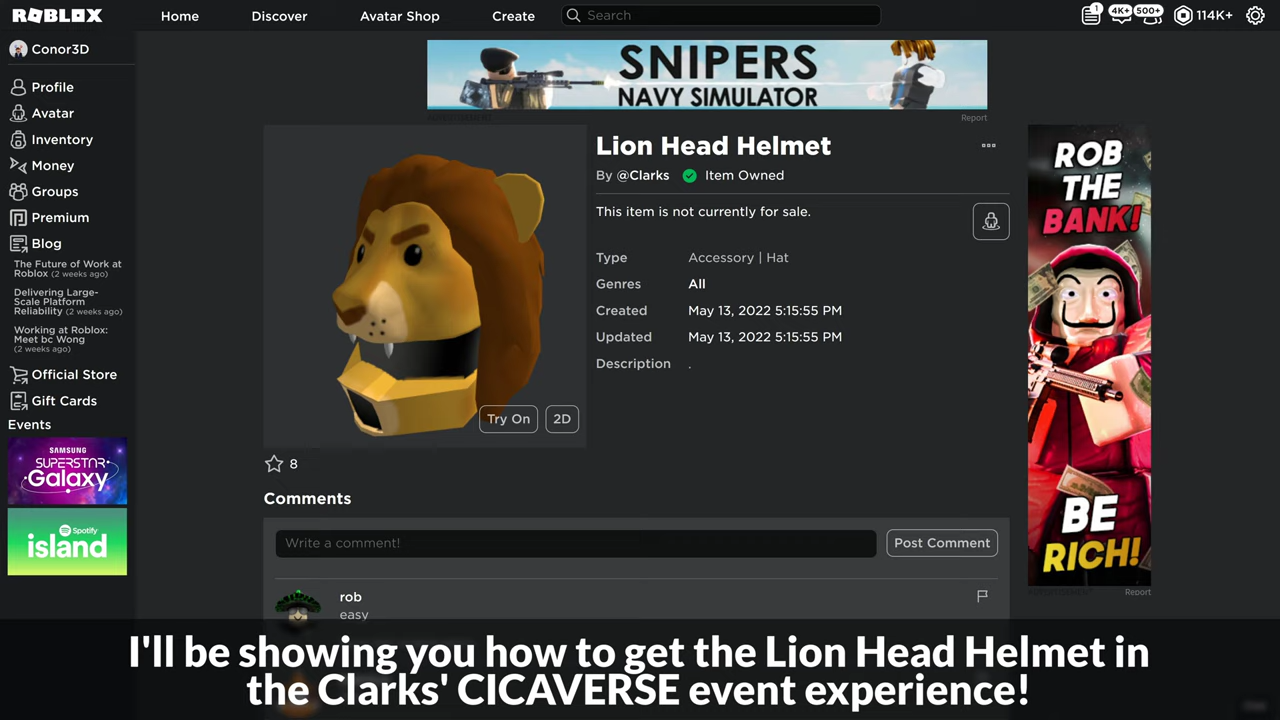 ROBLOX
Home
Discover
Avatar Shop
Create
Search
1
4K+
500+
114K+
Conor3D
Profile
Avatar
Inventory
Money
Groups
Premium
Blog
The Future of Work at
Roblox (2 weeks ago)
Delivering Large-
Scale Platform
Reliability (2 weeks ago)
Working at Roblox:
Meet bc Wong
(2 weeks ago)
Official Store
Gift Cards
Events
SAMSUNG
SUPERSTAR
Galaxy
Spotify
island
SNIPERS
NAVY SIMULATOR
ADVERTISEMENT
Report
Lion Head Helmet
By @Clarks
Item Owned
This item is not currently for sale.
Type
Accessory | Hat
Genres
All
Created
May 13, 2022 5:15:55 PM
Updated
May 13, 2022 5:15:55 PM
Description
.
Try On
2D
8
Comments
Write a comment!
Post Comment
rob
easy
ROB
THE
BANK!
BE
RICH!
ADVERTISEMENT
Report
I'll be showing you how to get the Lion Head Helmet in
the Clarks' CICAVERSE event experience!